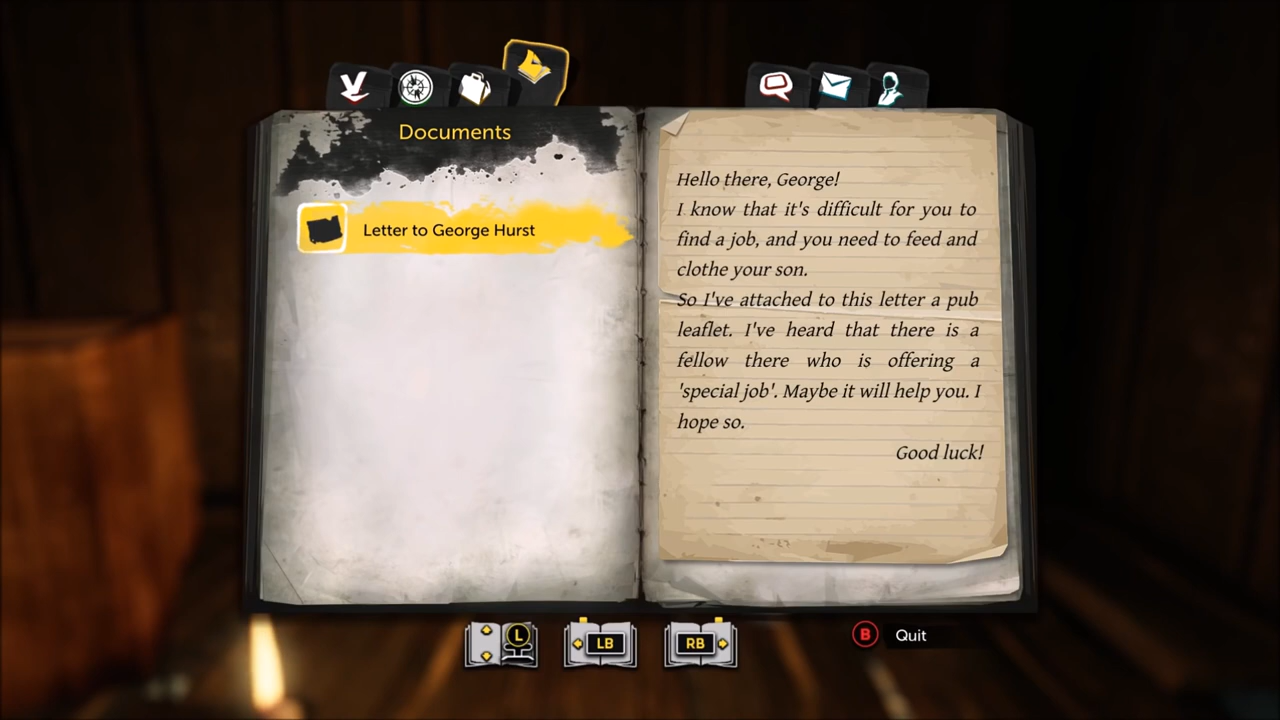 Documents
Letter to George Hurst
Hello there, George!
I know that it's difficult for you to
find a job, and you need to feed and
clothe your son.
So I've attached to this letter a pub
leaflet. I've heard that there is a
fellow there who is offering a
'special job'. Maybe it will help you. I
hope so.
Good luck!
L
LB
RB
B Quit